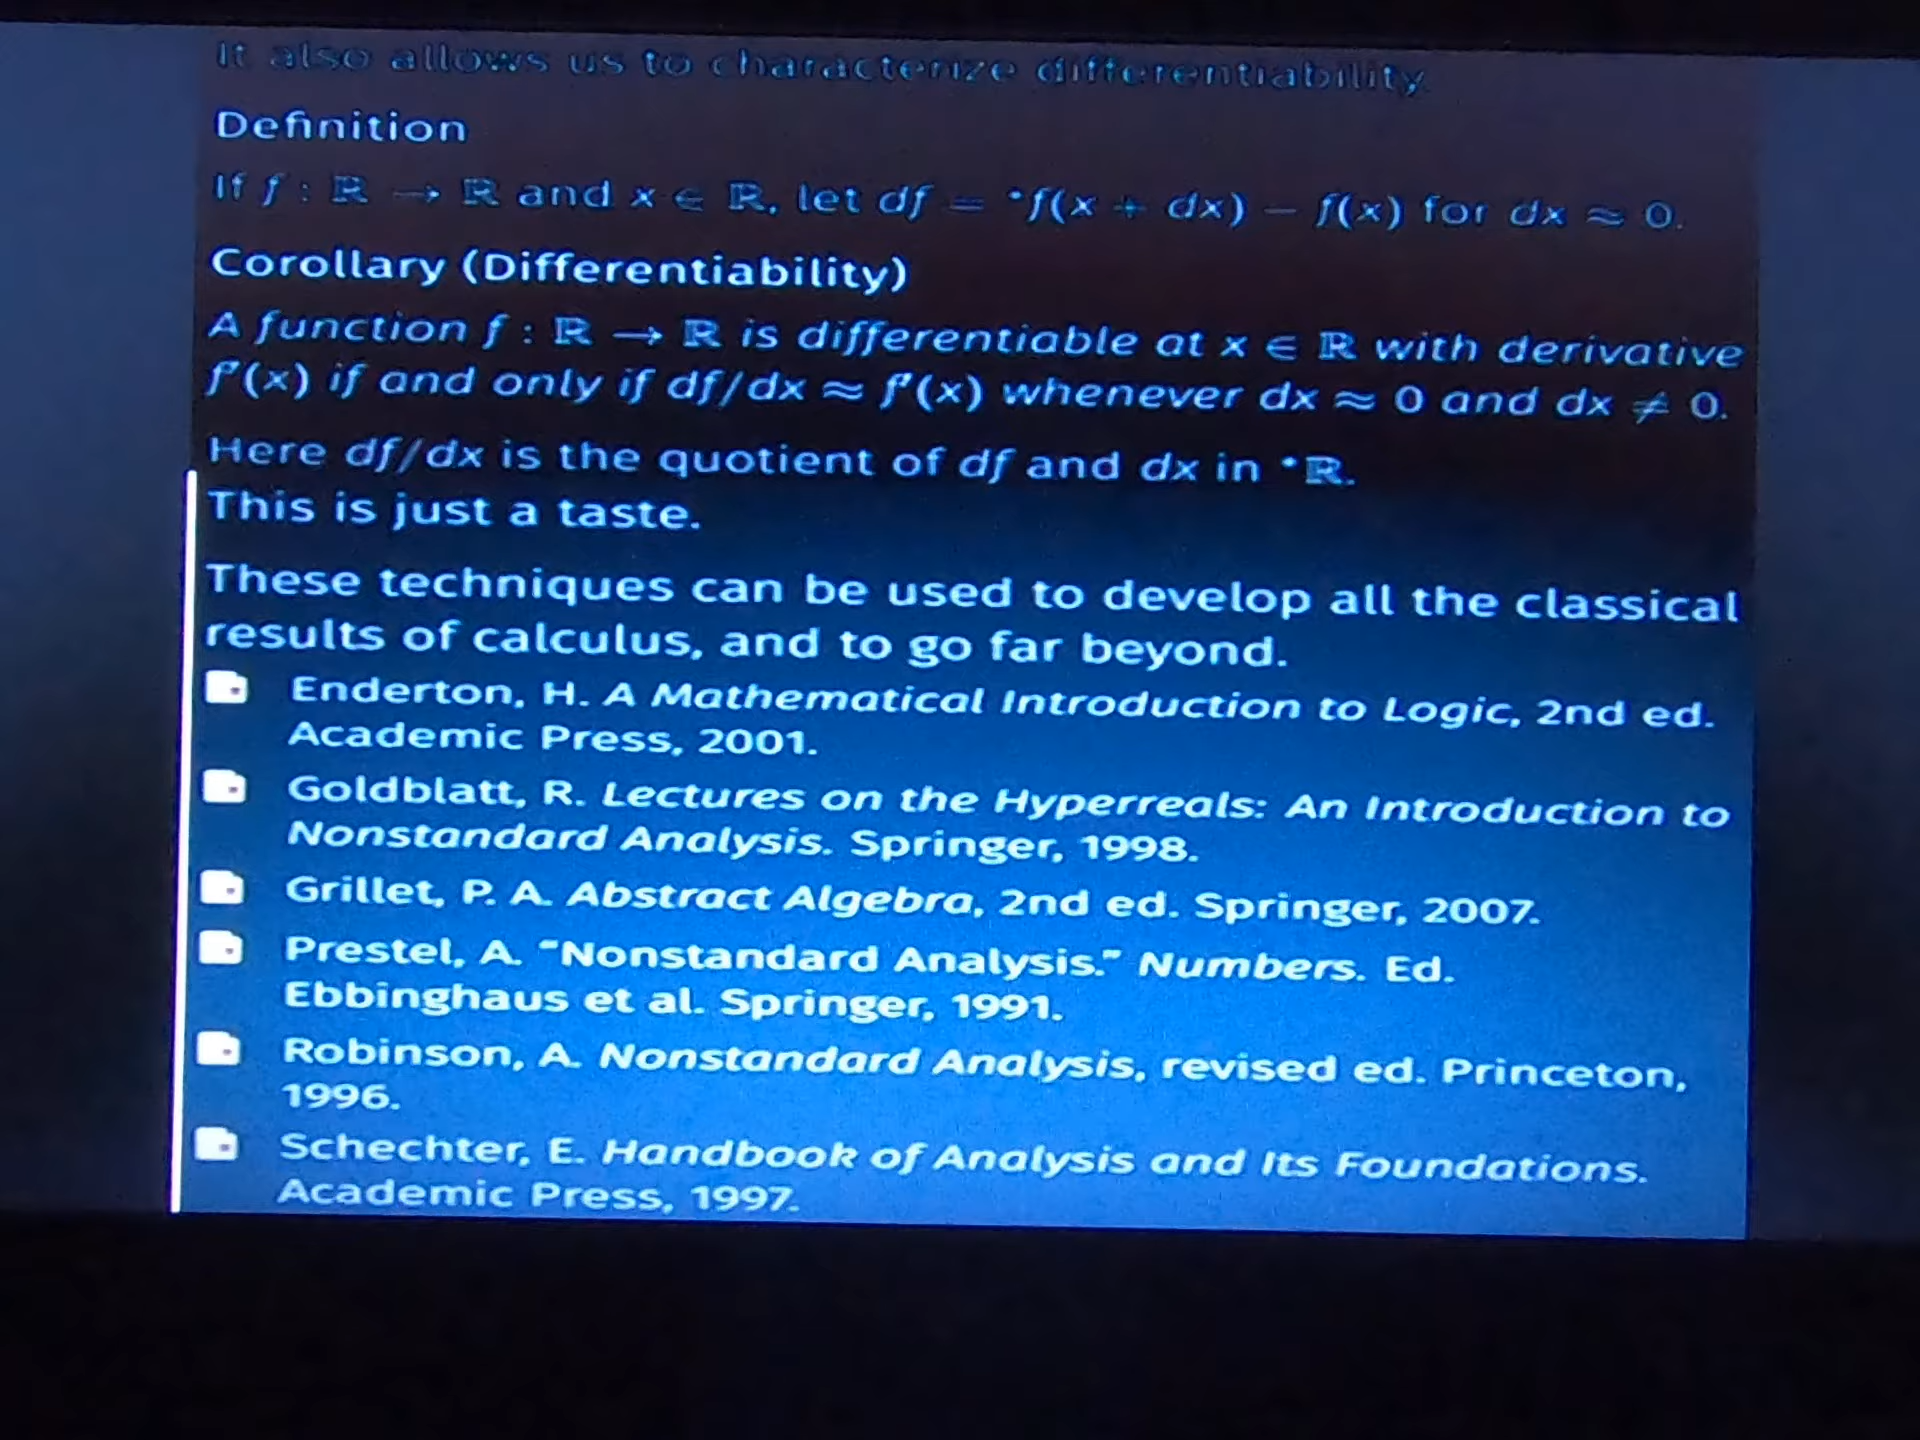 It also allows us to characterize differentiability.
Definition
If f : ℝ → ℝ and x ∈ ℝ, let df = *f(x + dx) − f(x) for dx ≈ 0.
Corollary (Differentiability)
A function f : ℝ → ℝ is differentiable at x ∈ ℝ with derivative
f′(x) if and only if df/dx ≈ f′(x) whenever dx ≈ 0 and dx ≠ 0.
Here df/dx is the quotient of df and dx in *ℝ.
This is just a taste.
These techniques can be used to develop all the classical
results of calculus, and to go far beyond.
Enderton, H. A Mathematical Introduction to Logic, 2nd ed.
Academic Press, 2001.
Goldblatt, R. Lectures on the Hyperreals: An Introduction to
Nonstandard Analysis. Springer, 1998.
Grillet, P. A. Abstract Algebra, 2nd ed. Springer, 2007.
Prestel, A. “Nonstandard Analysis.” Numbers. Ed.
Ebbinghaus et al. Springer, 1991.
Robinson, A. Nonstandard Analysis, revised ed. Princeton,
1996.
Schechter, E. Handbook of Analysis and Its Foundations.
Academic Press, 1997.